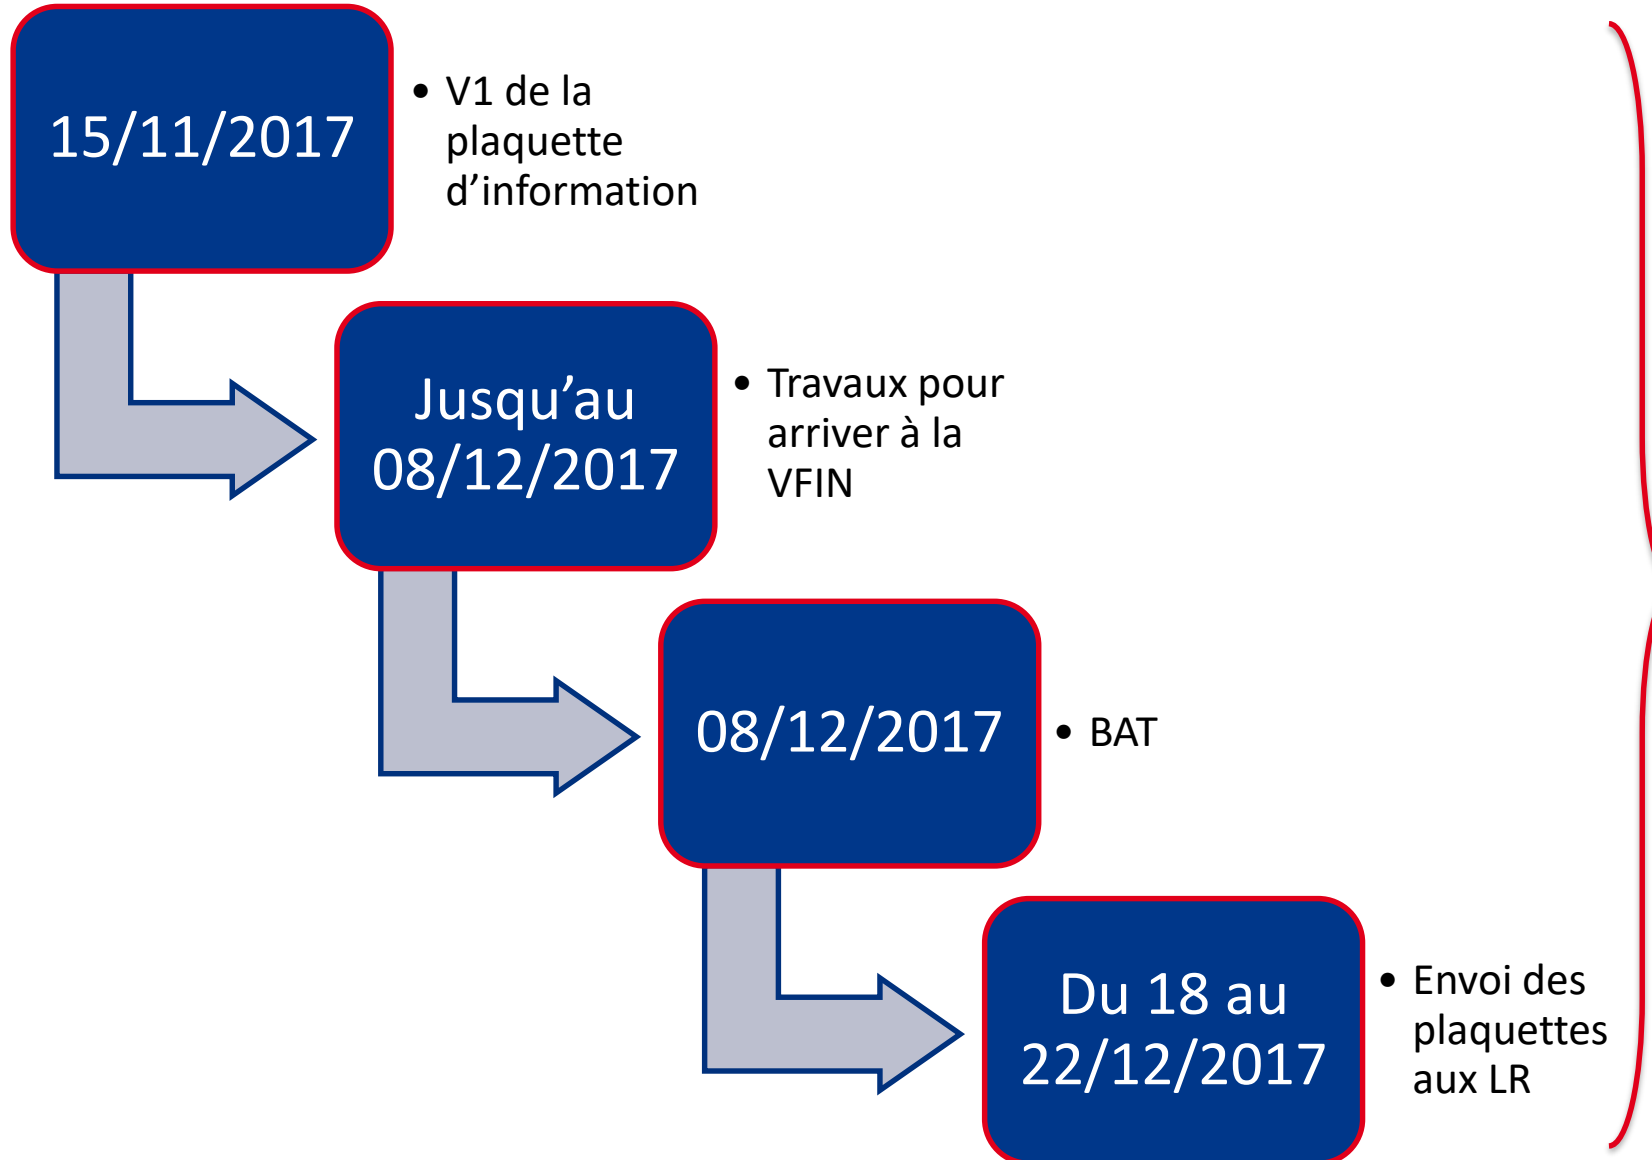 15/11/2017
• V1 de la
plaquette
d’information
Jusqu’au
08/12/2017
• Travaux pour
arriver à la
VFIN
08/12/2017
• BAT
Du 18 au
22/12/2017
• Envoi des
plaquettes
aux LR